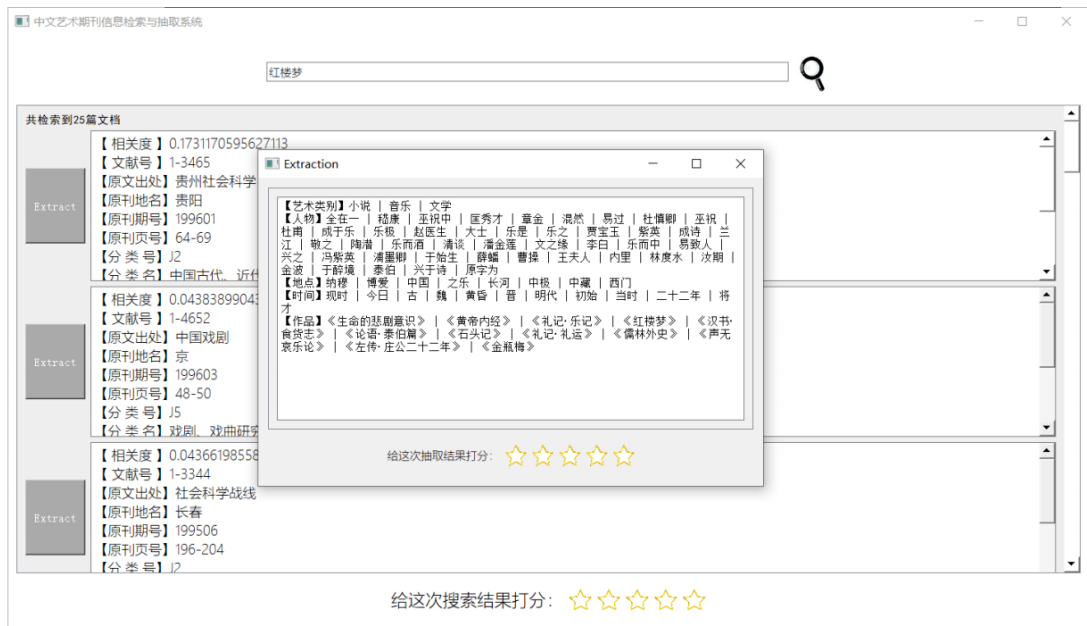 中文艺术期刊信息检索与抽取系统
红楼梦
共检索到25篇文档
Extract
【 相关度 】0.1731170595627113
【 文献号 】1-3465
【原文出处】贵州社会科学
【原刊地名】贵阳
【原刊期号】199601
【原刊页号】64-69
【分 类 号】J2
【分 类 名】中国古代、近代
Extract
【 相关度 】0.04383899043
【 文献号 】1-4652
【原文出处】中国戏剧
【原刊地名】京
【原刊期号】199603
【原刊页号】48-50
【分 类 号】J5
【分 类 名】戏剧、戏曲研究
Extract
【 相关度 】0.04366198558
【 文献号 】1-3344
【原文出处】社会科学战线
【原刊地名】长春
【原刊期号】199506
【原刊页号】196-204
【分 类 号】J2
Extraction
【艺术类别】小说 | 音乐 | 文学
【人物】全在一 | 嵇康 | 巫祝中 | 匡秀才 | 章金 | 混然 | 易过 | 杜慎卿 | 巫祝 |
杜甫 | 成于乐 | 乐极 | 赵医生 | 大士 | 乐是 | 乐之 | 贾宝玉 | 紫英 | 成诗 | 兰
江 | 敬之 | 陶潜 | 乐而酒 | 清谈 | 潘金莲 | 文之缘 | 李白 | 乐而中 | 易致人 |
兴之 | 冯紫英 | 浦墨卿 | 于始生 | 薛蟠 | 曹操 | 王夫人 | 内里 | 林度水 | 汝期 |
金波 | 于醉境 | 泰伯 | 兴于诗 | 原字为
【地点】纳穆 | 博爱 | 中国 | 之乐 | 长河 | 中极 | 中藏 | 西门
【时间】现时 | 今日 | 古 | 魏 | 黄昏 | 晋 | 明代 | 初始 | 当时 | 二十二年 | 将
才
【作品】《生命的悲剧意识》 | 《黄帝内经》 | 《礼记·乐记》 | 《红楼梦》 | 《汉书·
食货志》 | 《论语·泰伯篇》 | 《石头记》 | 《礼记·礼运》 | 《儒林外史》 | 《声无
哀乐论》 | 《左传·庄公二十二年》 | 《金瓶梅》
给这次抽取结果打分:
给这次搜索结果打分: